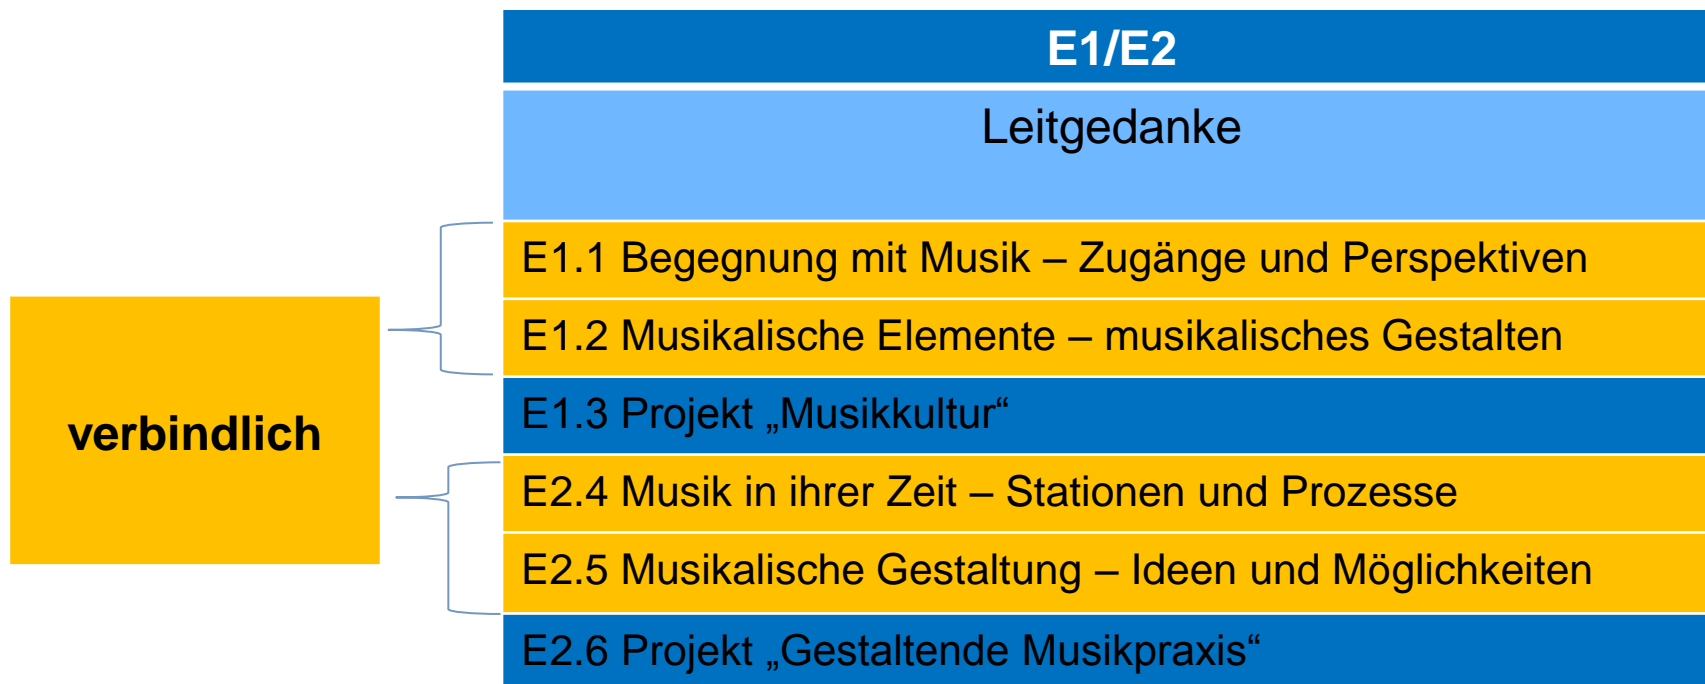 E1/E2
Leitgedanke
E1.1 Begegnung mit Musik – Zugänge und Perspektiven
E1.2 Musikalische Elemente – musikalisches Gestalten
E1.3 Projekt „Musikkultur“
verbindlich
E2.4 Musik in ihrer Zeit – Stationen und Prozesse
E2.5 Musikalische Gestaltung – Ideen und Möglichkeiten
E2.6 Projekt „Gestaltende Musikpraxis“